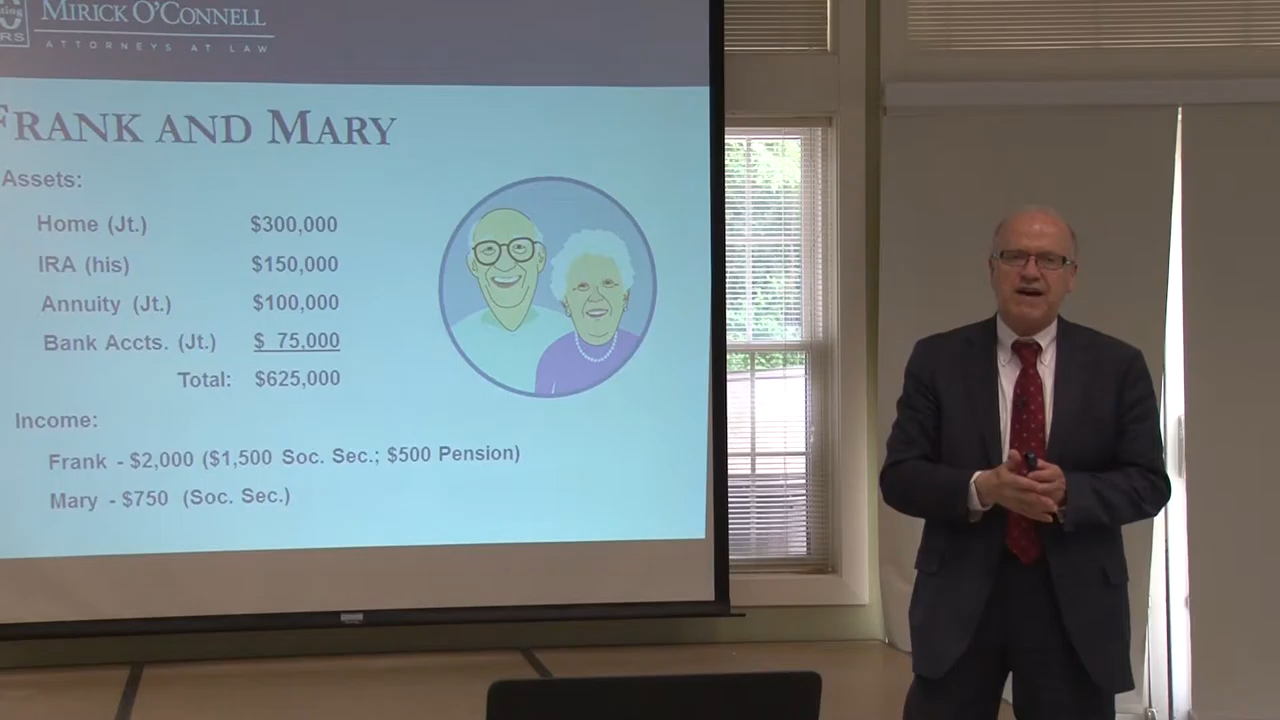 MIRICK O'CONNELL
ATTORNEYS AT LAW
FRANK AND MARY
Assets:
Home (Jt.) $300,000
IRA (his) $150,000
Annuity (Jt.) $100,000
Bank Accts. (Jt.) $ 75,000
Total: $625,000
Income:
Frank - $2,000 ($1,500 Soc. Sec.; $500 Pension)
Mary - $750 (Soc. Sec.)